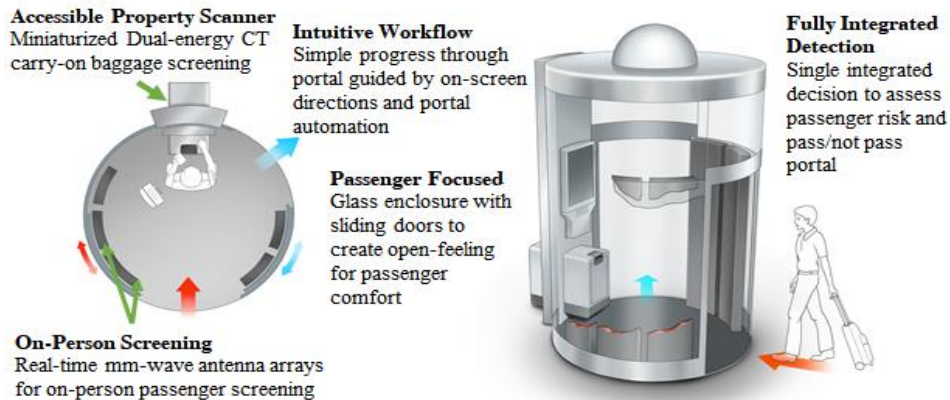 Accessible Property Scanner
Miniaturized Dual-energy CT
carry-on baggage screening
Intuitive Workflow
Simple progress through
portal guided by on-screen
directions and portal
automation
Passenger Focused
Glass enclosure with
sliding doors to
create open-feeling
for passenger
comfort
On-Person Screening
Real-time mm-wave antenna arrays
for on-person passenger screening
Fully Integrated
Detection
Single integrated
decision to assess
passenger risk and
pass/not pass
portal